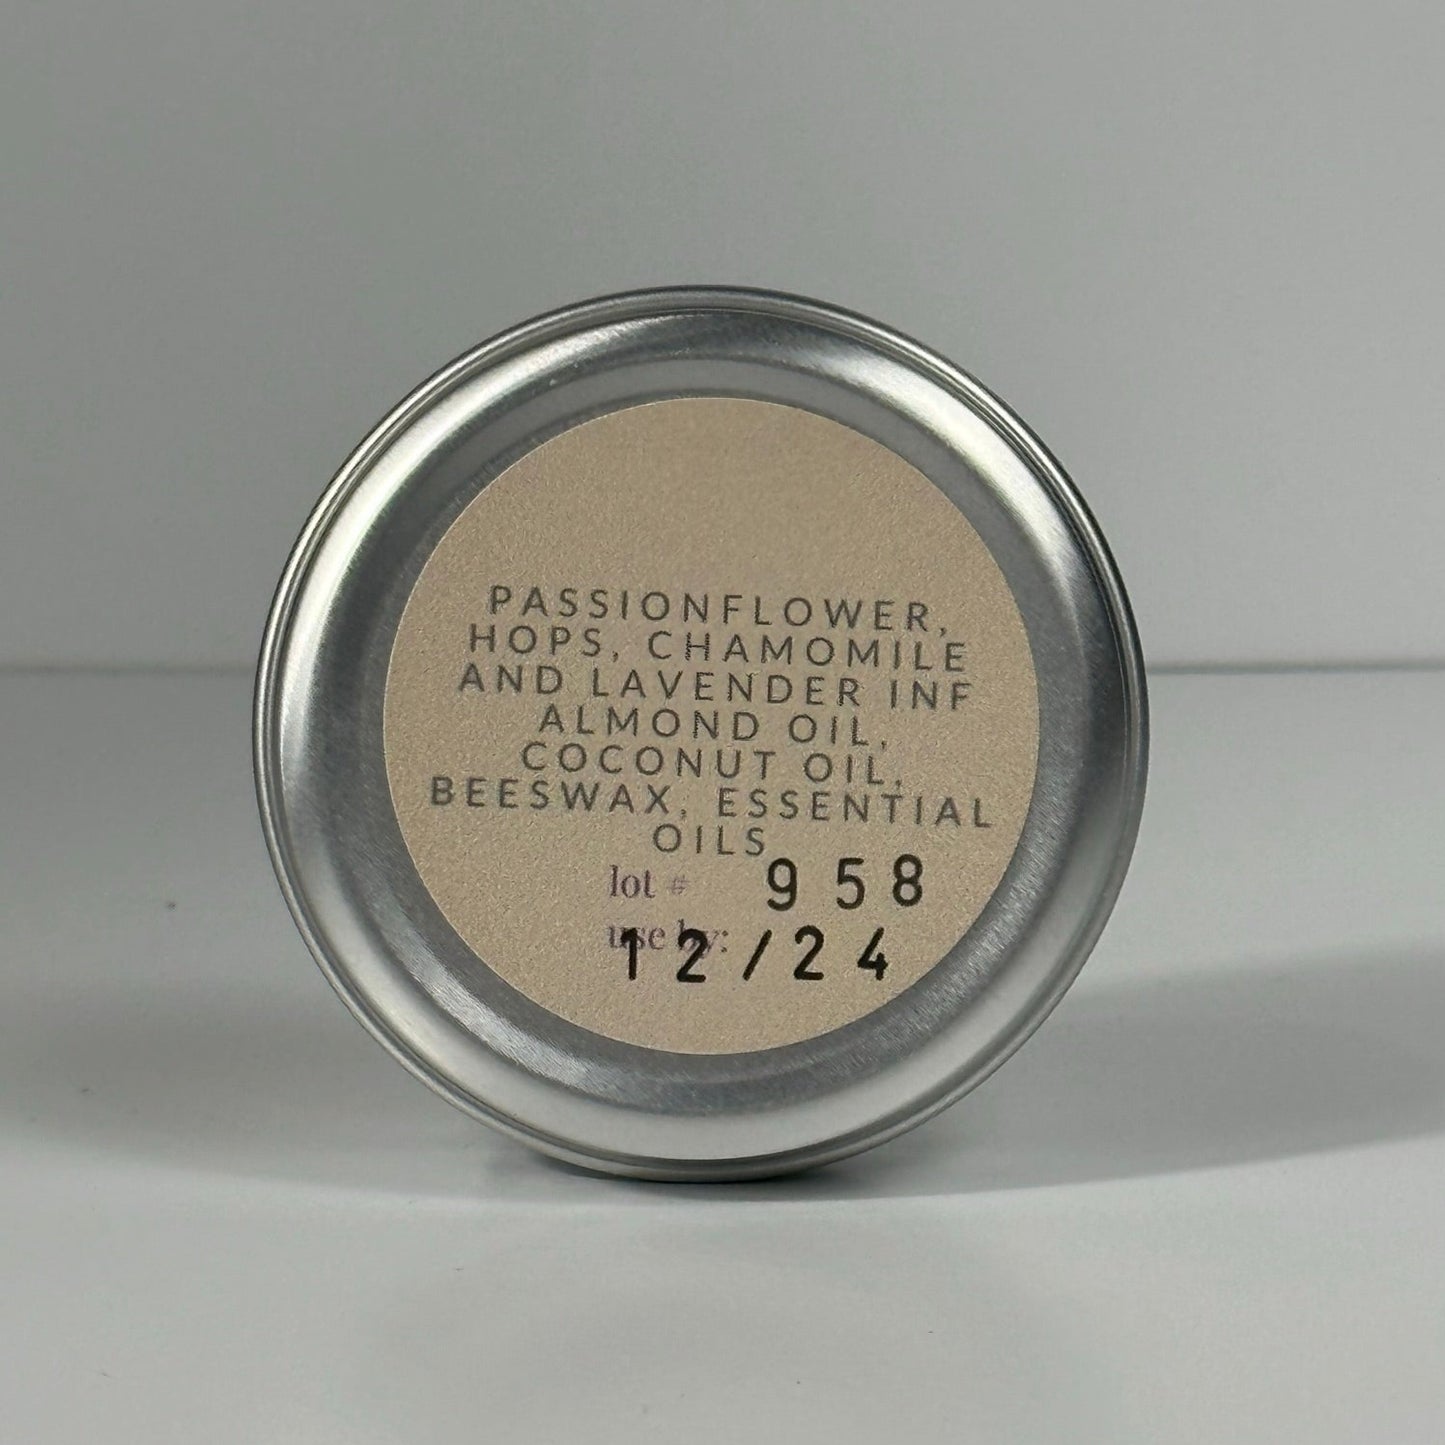 PASSIONFLOWER,
HOPS, CHAMOMILE
AND LAVENDER INF
ALMOND OIL,
COCONUT OIL,
BEESWAX, ESSENTIAL
OILS
lot # 958
use by:
12/24